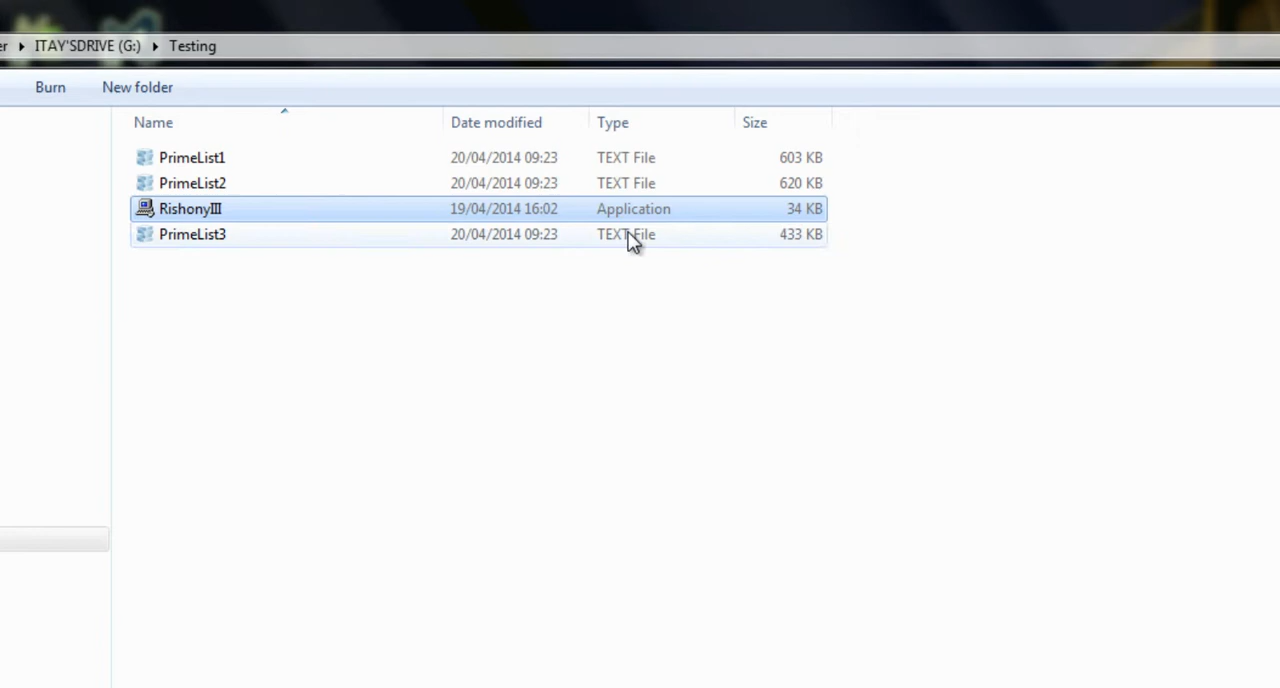 er ▸ ITAY'SDRIVE (G:) ▸ Testing
Burn New folder
Name Date modified Type Size
PrimeList1 20/04/2014 09:23 TEXT File 603 KB
PrimeList2 20/04/2014 09:23 TEXT File 620 KB
RishonyIII 19/04/2014 16:02 Application 34 KB
PrimeList3 20/04/2014 09:23 TEXT File 433 KB